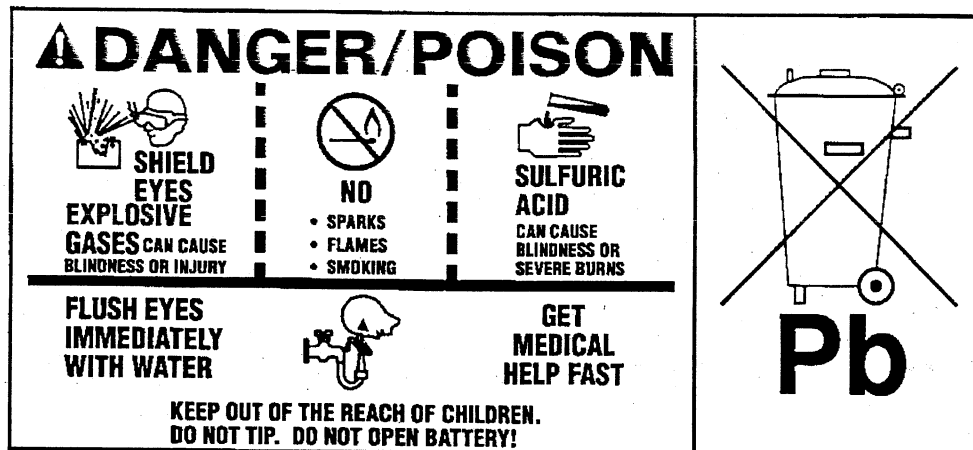 DANGER/POISON
SHIELD
EYES
EXPLOSIVE
GASES CAN CAUSE
BLINDNESS OR INJURY
NO
• SPARKS
• FLAMES
• SMOKING
SULFURIC
ACID
CAN CAUSE
BLINDNESS OR
SEVERE BURNS
FLUSH EYES
IMMEDIATELY
WITH WATER
GET
MEDICAL
HELP FAST
KEEP OUT OF THE REACH OF CHILDREN.
DO NOT TIP. DO NOT OPEN BATTERY!
Pb